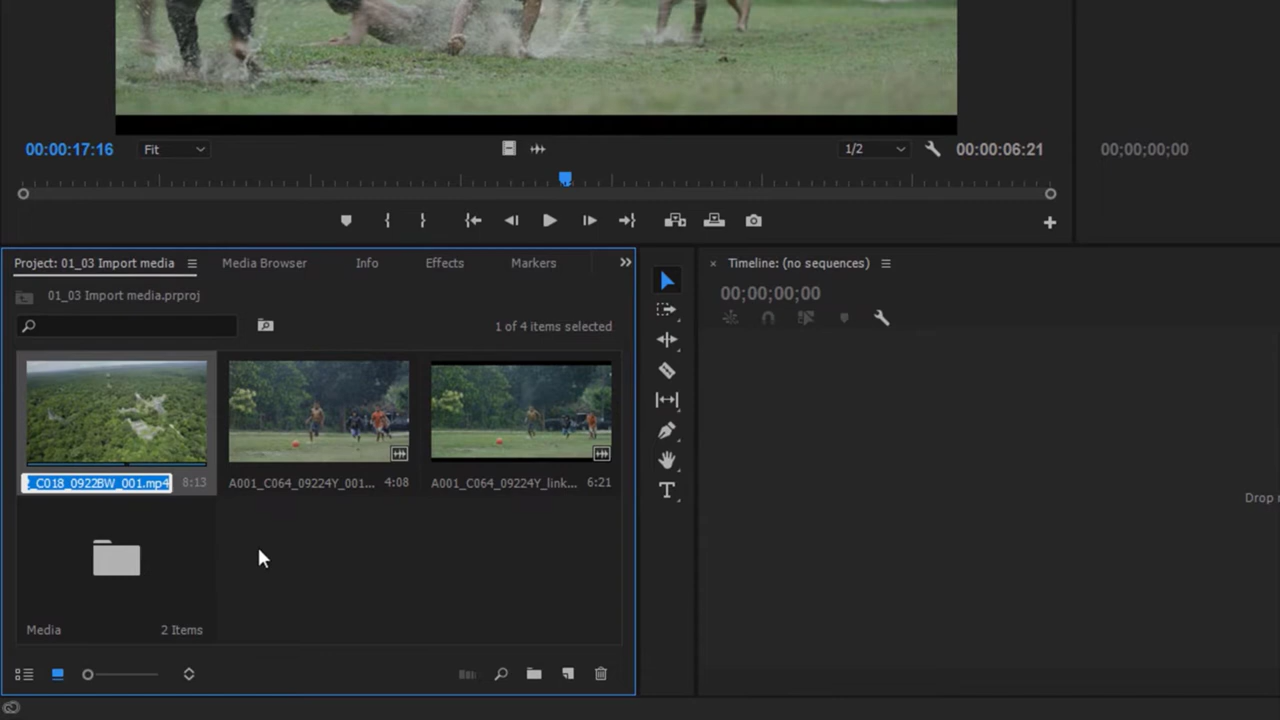 00:00:17:16 Fit 1/2 00:00:06:21 00;00;00;00
Project: 01_03 Import media Media Browser Info Effects Markers
Timeline: (no sequences)
01_03 Import media.prproj
00;00;00;00
1 of 4 items selected
_C018_0922BW_001.mp4 8:13
A001_C064_09224Y_001... 4:08
A001_C064_09224Y_link... 6:21
Drop
Media 2 Items